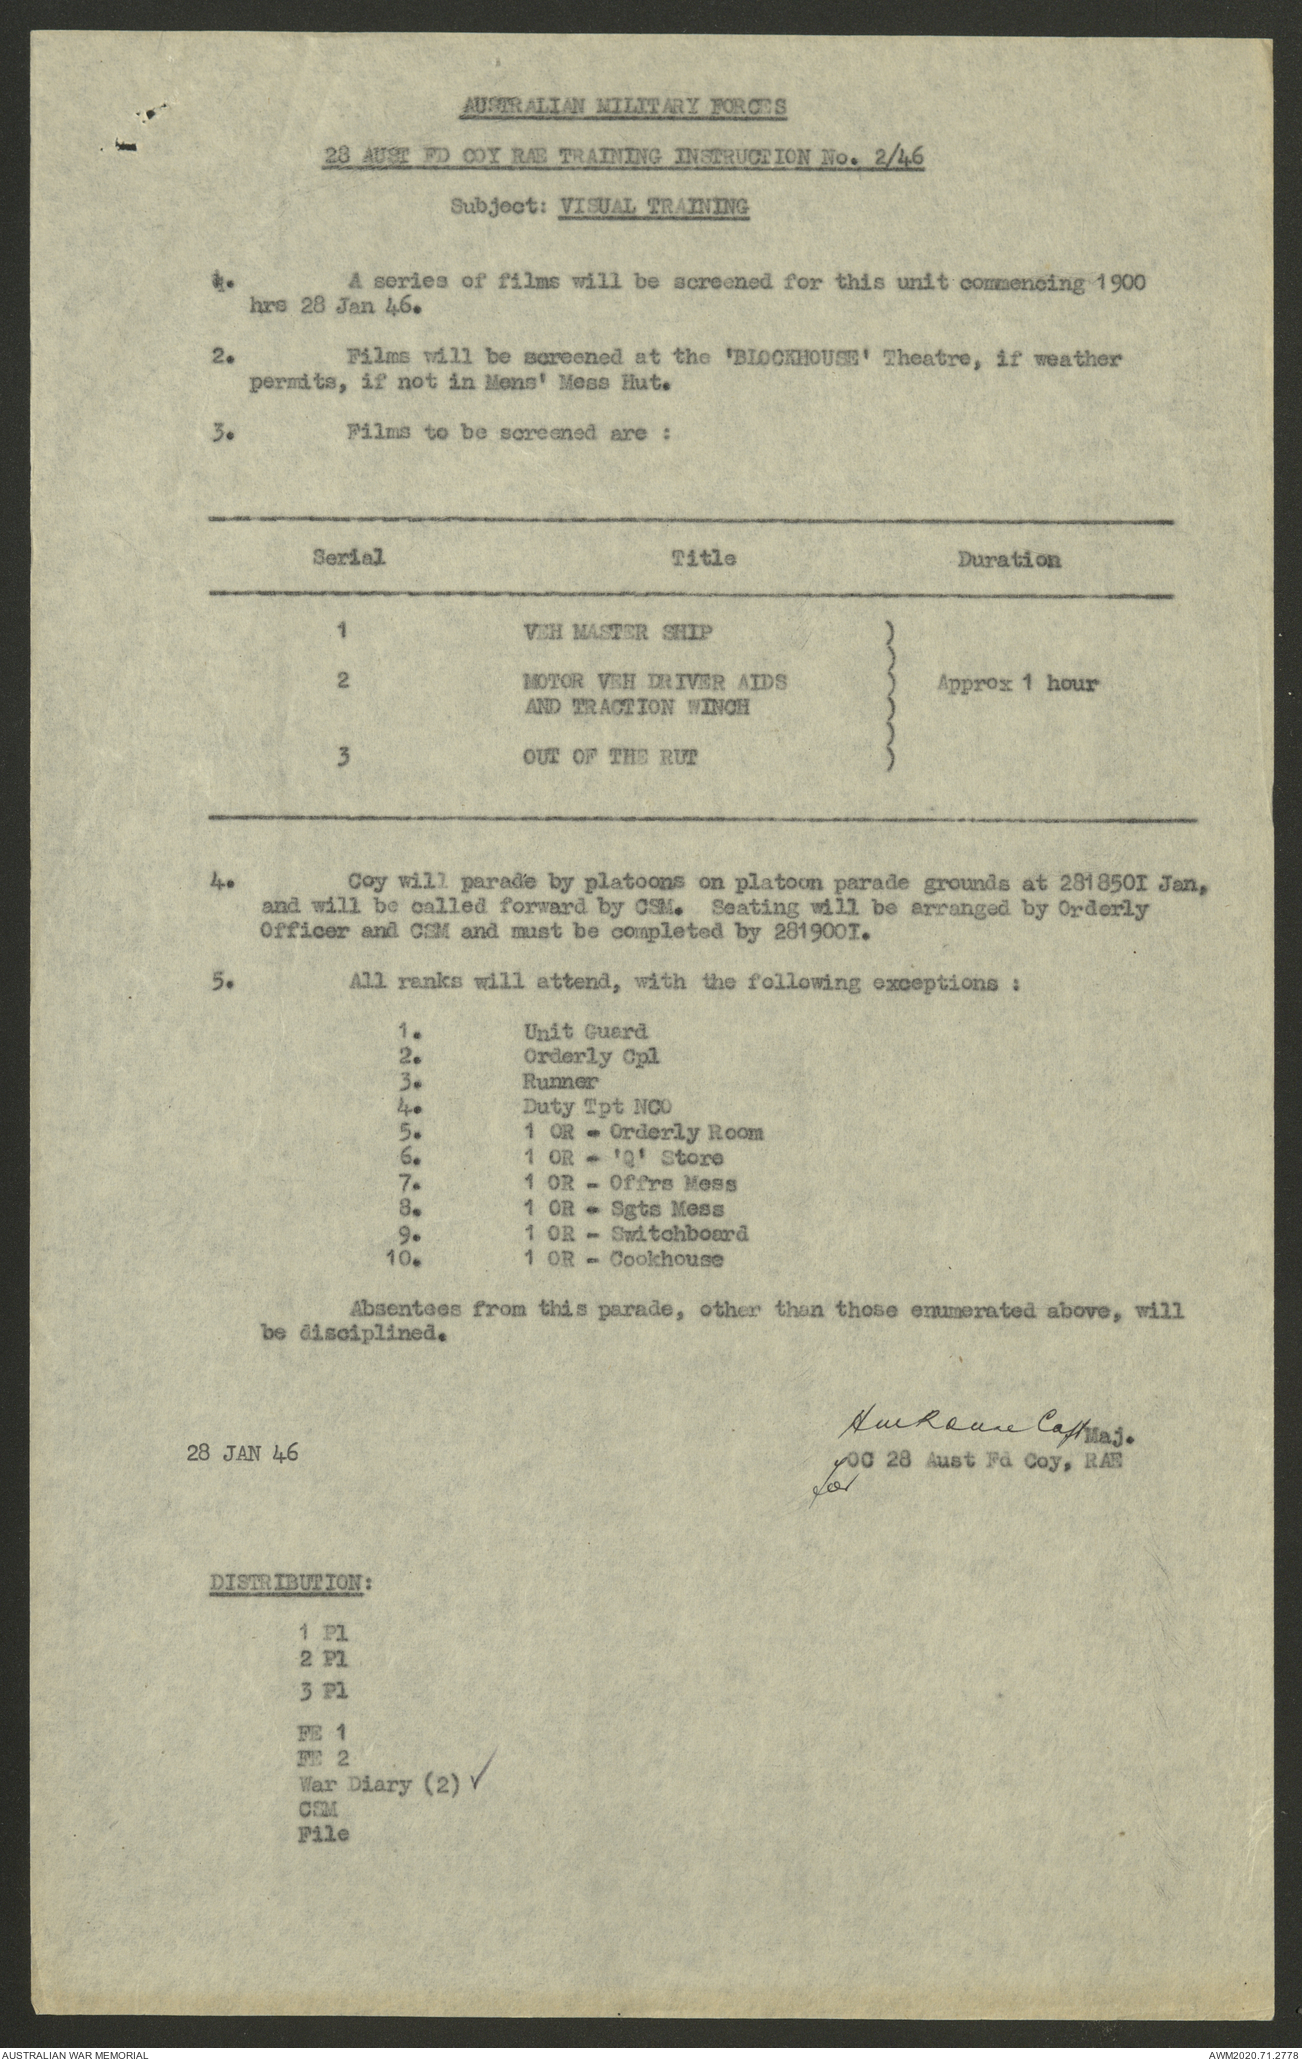 AUSTRALIAN MILITARY FORCES
28 AUST FD COY RAE TRAINING INSTRUCTION No. 2/46
Subject: VISUAL TRAINING
1. A series of films will be screened for this unit commencing 1900
hrs 28 Jan 46.
2. Films will be screened at the 'BLOCKHOUSE' Theatre, if weather
permits, if not in Mens' Mess Hut.
3. Films to be screened are :
Serial Title Duration
1 VEH MASTER SHIP )
)
2 MOTOR VEH DRIVER AIDS ) Approx 1 hour
AND TRACTION WINCH )
)
3 OUT OF THE RUT )
4. Coy will parade by platoons on platoon parade grounds at 281850I Jan,
and will be called forward by CSM. Seating will be arranged by Orderly
Officer and CSM and must be completed by 281900I.
5. All ranks will attend, with the following exceptions :
1. Unit Guard
2. Orderly Cpl
3. Runner
4. Duty Tpt NCO
5. 1 OR - Orderly Room
6. 1 OR - 'Q' Store
7. 1 OR - Offrs Mess
8. 1 OR - Sgts Mess
9. 1 OR - Switchboard
10. 1 OR - Cookhouse
Absentees from this parade, other than those enumerated above, will
be disciplined.
Capt Maj.
28 JAN 46
for OC 28 Aust Fd Coy, RAE
DISTRIBUTION:
1 Pl
2 Pl
3 Pl
FE 1
FE 2
War Diary (2) ✓
CSM
File
AUSTRALIAN WAR MEMORIAL
AWM2020.71.2778